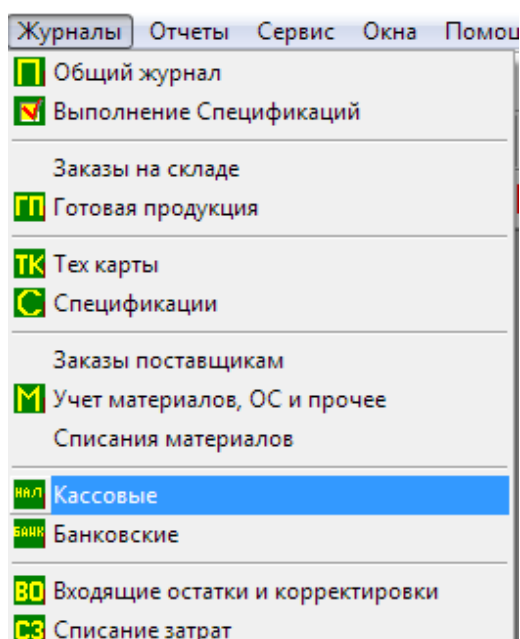 Журналы Отчеты Сервис Окна Помощ
П Общий журнал
Выполнение Спецификаций
Заказы на складе
ГП Готовая продукция
ТК Тех карты
С Спецификации
Заказы поставщикам
М Учет материалов, ОС и прочее
Списания материалов
НАЛ Кассовые
БАНК Банковские
ВО Входящие остатки и корректировки
СЗ Списание затрат